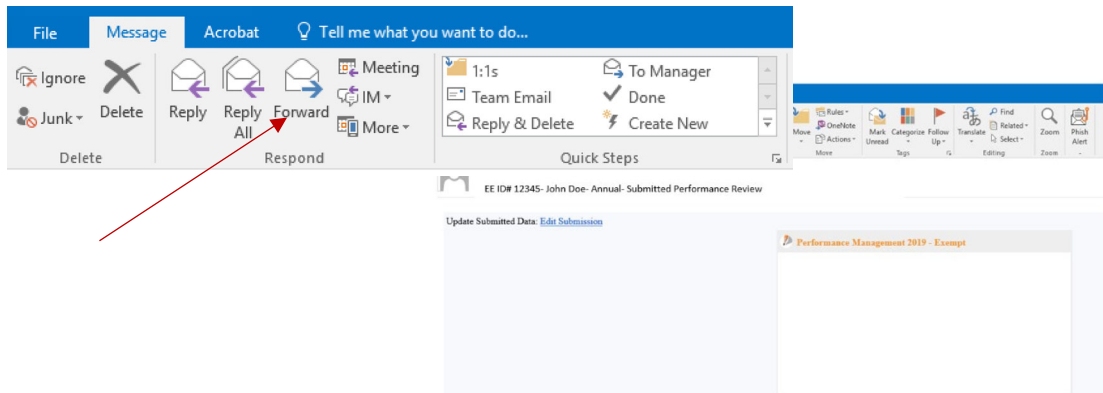 File Message Acrobat Tell me what you want to do...
Ignore
Junk
Delete
Reply
Reply All
Forward
Meeting
IM
More
1:1s
Team Email
Reply & Delete
To Manager
Done
Create New
Delete Respond Quick Steps
Move
Rules
OneNote
Actions
Mark Unread
Categorize
Follow Up
Translate
Find
Related
Select
Zoom
Phish Alert
Move Tags Editing Zoom
EE ID# 12345- John Doe- Annual- Submitted Performance Review
Update Submitted Data: Edit Submission
Performance Management 2019 - Exempt